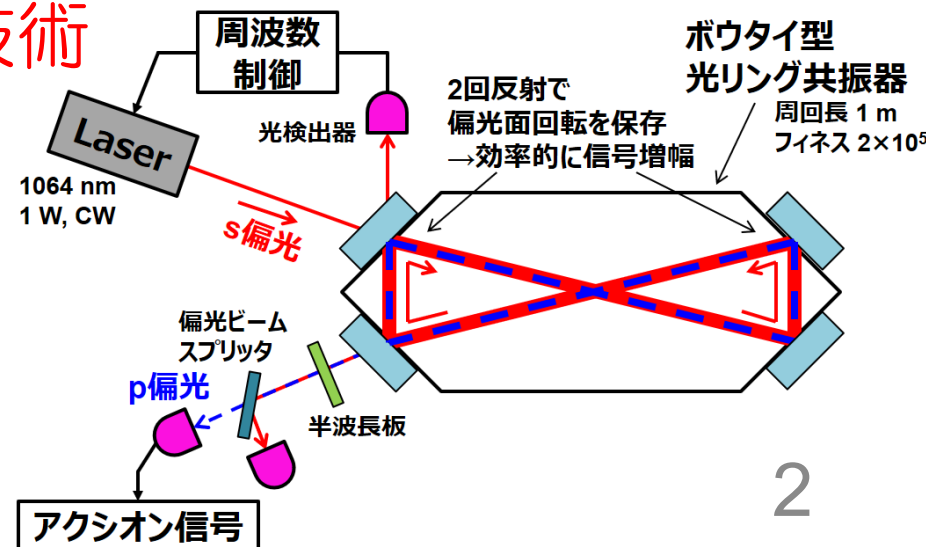 技術
周波数
制御
Laser
1064 nm
1 W, CW
光検出器
s偏光
2回反射で
偏光面回転を保存
→効率的に信号増幅
ボウタイ型
光リング共振器
周回長 1 m
フィネス 2×10⁵
偏光ビーム
スプリッタ
p偏光
半波長板
アクシオン信号
2